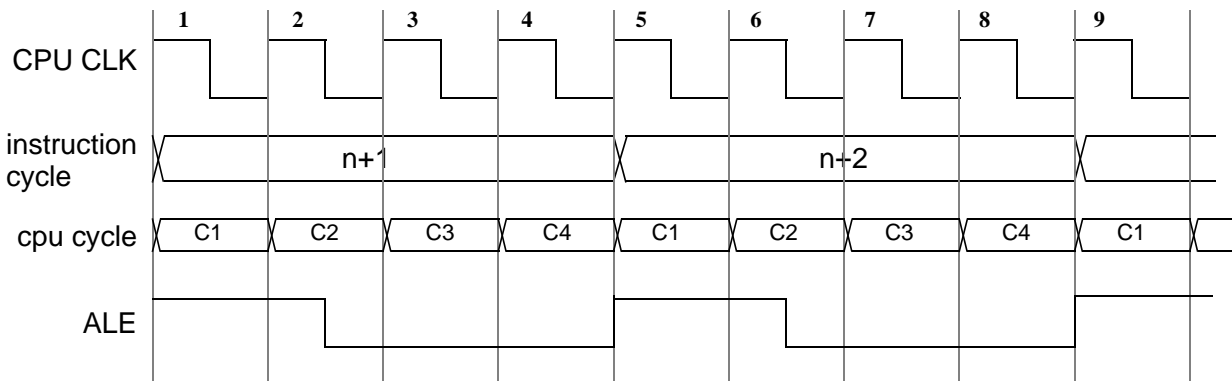 1 2 3 4 5 6 7 8 9
CPU CLK
instruction
cycle
n+1 n+2
cpu cycle
C1 C2 C3 C4 C1 C2 C3 C4 C1
ALE